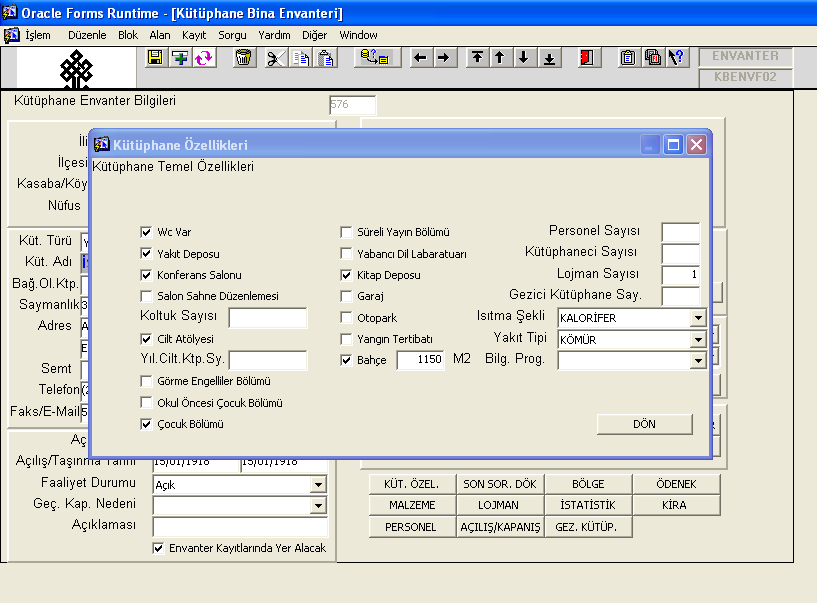 Oracle Forms Runtime - [Kütüphane Bina Envanteri]
İşlem Düzenle Blok Alan Kayıt Sorgu Yardım Diğer Window
ENVANTER
KBENVF02
Kütüphane Envanter Bilgileri 576
Kütüphane Özellikleri
Kütüphane Temel Özellikleri
İlçesi
Kasaba/Köy
Nüfus
Küt. Türü
Küt. Adı
Bağ.Ol.Ktp.
Saymanlık 3
Adres A
E
Semt
Telefon (2
Faks/E-Mail 5
Wc Var
Yakıt Deposu
Konferans Salonu
Salon Sahne Düzenlemesi
Koltuk Sayısı
Cilt Atölyesi
Yıl.Cilt.Ktp.Sy.
Görme Engelliler Bölümü
Okul Öncesi Çocuk Bölümü
Çocuk Bölümü
Süreli Yayın Bölümü
Yabancı Dil Labaratuarı
Kitap Deposu
Garaj
Otopark
Yangın Tertibatı
Bahçe 1150 M2
Personel Sayısı
Kütüphaneci Sayısı
Lojman Sayısı 1
Gezici Kütüphane Say.
Isıtma Şekli KALORİFER
Yakıt Tipi KÖMÜR
Bilg. Prog.
DÖN
Açılış/Taşınma Tarihi 15/01/1918 15/01/1918
Faaliyet Durumu Açık
Geç. Kap. Nedeni
Açıklaması
Envanter Kayıtlarında Yer Alacak
KÜT. ÖZEL. SON SOR. DÖK BÖLGE ÖDENEK
MALZEME LOJMAN İSTATİSTİK KİRA
PERSONEL AÇILIŞ/KAPANIŞ GEZ. KÜTÜP.